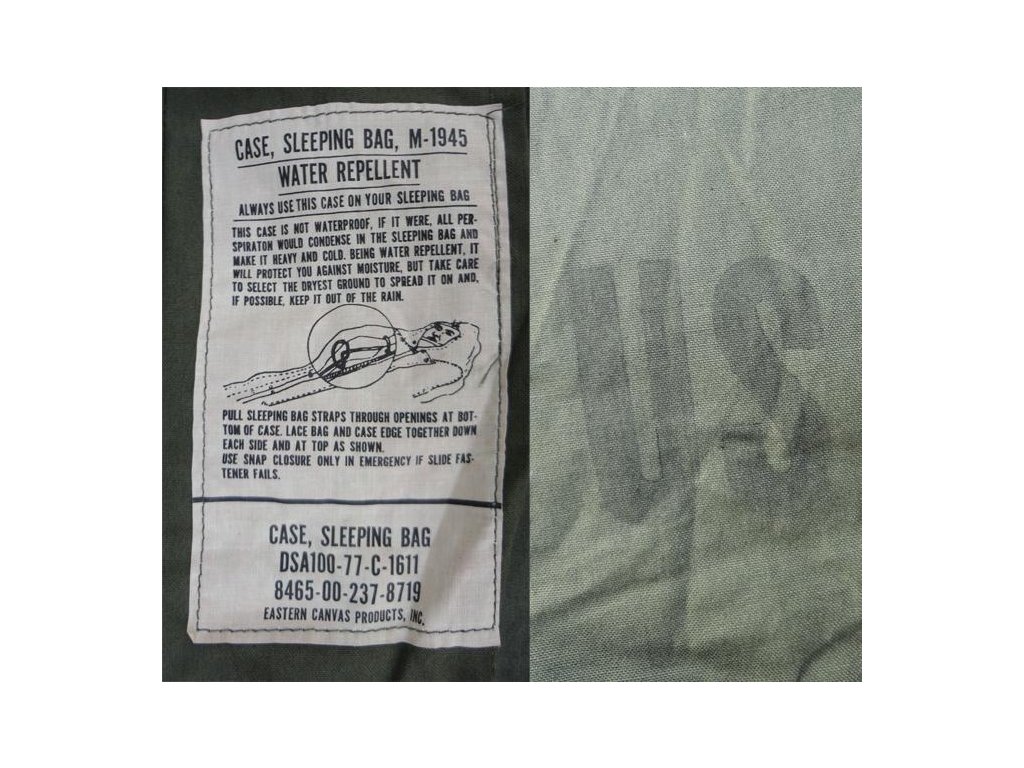 CASE, SLEEPING BAG, M-1945
WATER REPELLENT
ALWAYS USE THIS CASE ON YOUR SLEEPING BAG
THIS CASE IS NOT WATERPROOF, IF IT WERE, ALL PER-
SPIRATON WOULD CONDENSE IN THE SLEEPING BAG AND
MAKE IT HEAVY AND COLD. BEING WATER REPELLENT, IT
WILL PROTECT YOU AGAINST MOISTURE, BUT TAKE CARE
TO SELECT THE DRYEST GROUND TO SPREAD IT ON AND,
IF POSSIBLE, KEEP IT OUT OF THE RAIN.
PULL SLEEPING BAG STRAPS THROUGH OPENINGS AT BOT-
TOM OF CASE. LACE BAG AND CASE EDGE TOGETHER DOWN
EACH SIDE AND AT TOP AS SHOWN.
USE SNAP CLOSURE ONLY IN EMERGENCY IF SLIDE FAS-
TENER FAILS.
CASE, SLEEPING BAG
DSA100-77-C-1611
8465-00-237-8719
EASTERN CANVAS PRODUCTS, INC.
US